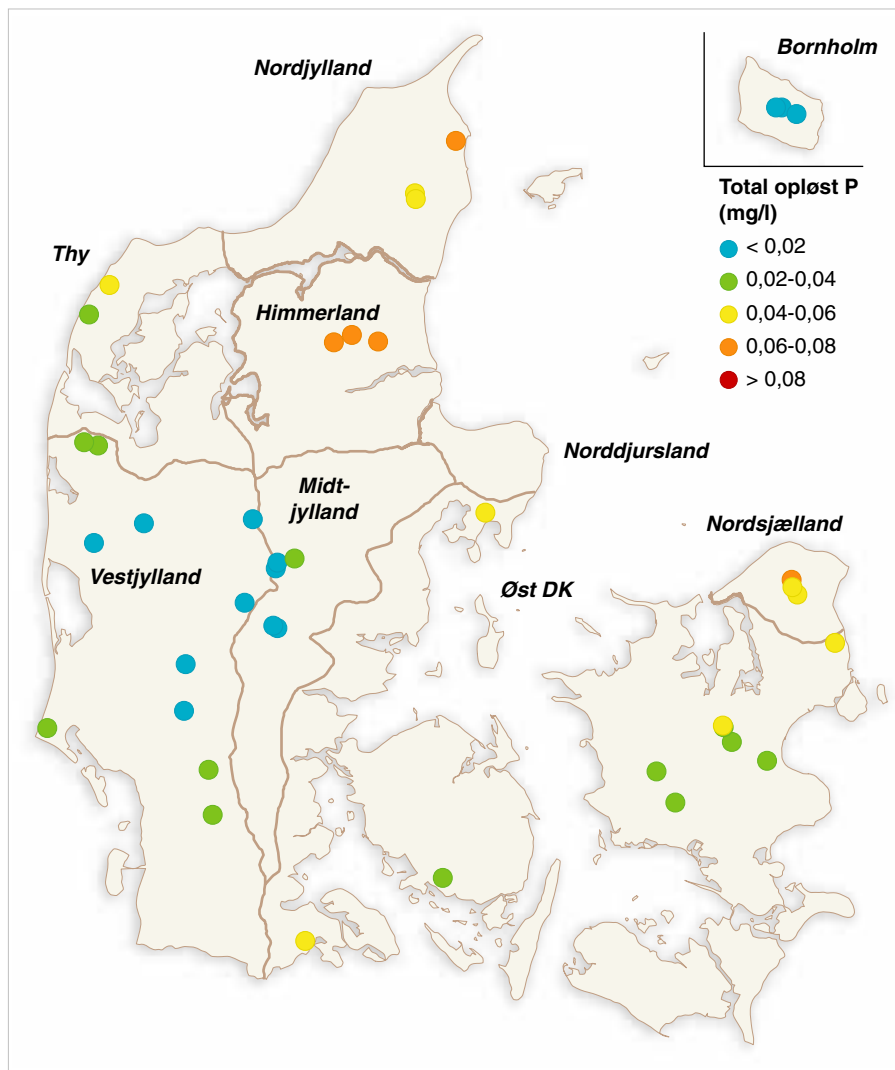 Bornholm
Nordjylland
Total opløst P
(mg/l)
< 0,02
0,02-0,04
0,04-0,06
0,06-0,08
> 0,08
Thy
Himmerland
Norddjursland
Midt-
jylland
Nordsjælland
Vestjylland
Øst DK